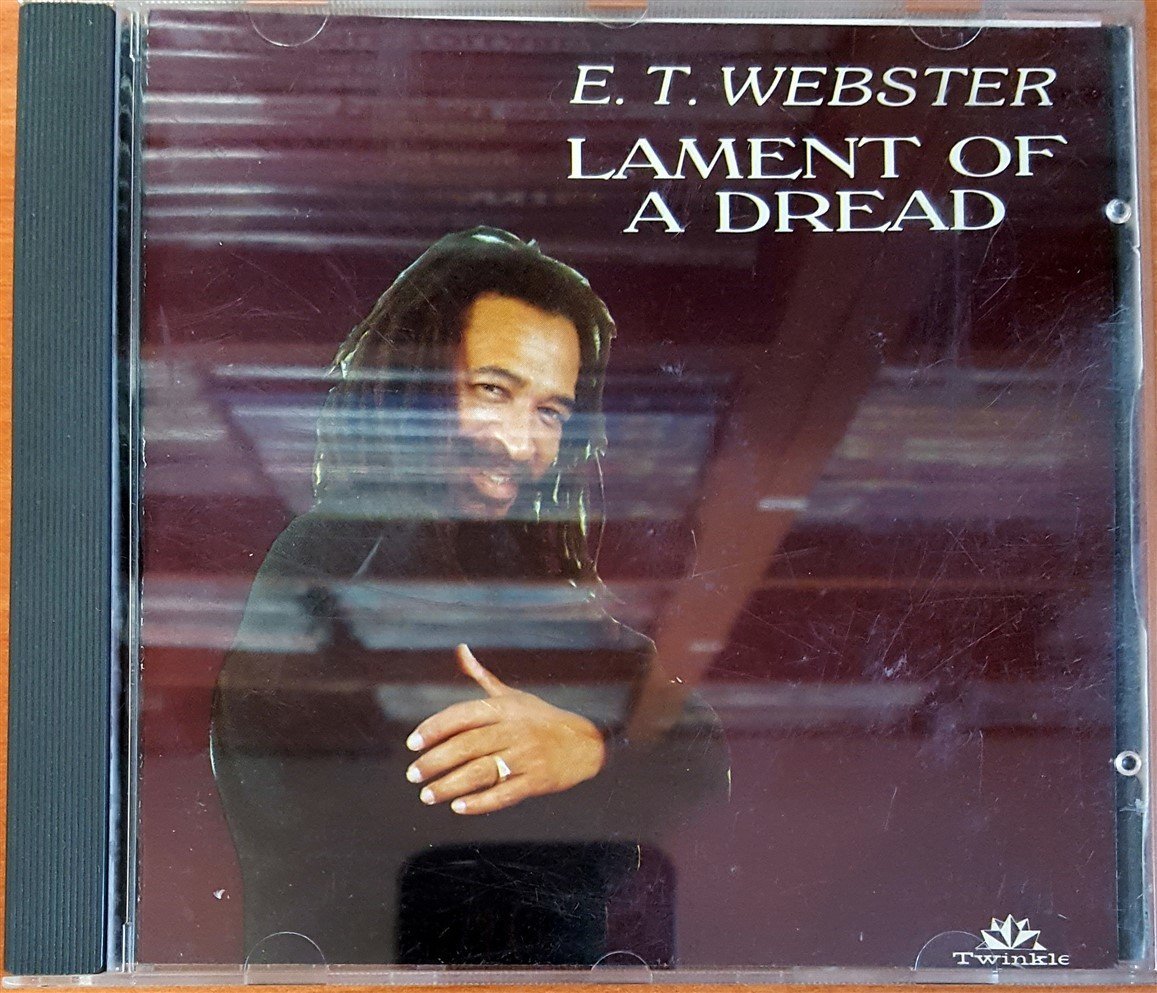 E. T. WEBSTER
LAMENT OF
A DREAD
Twinkle